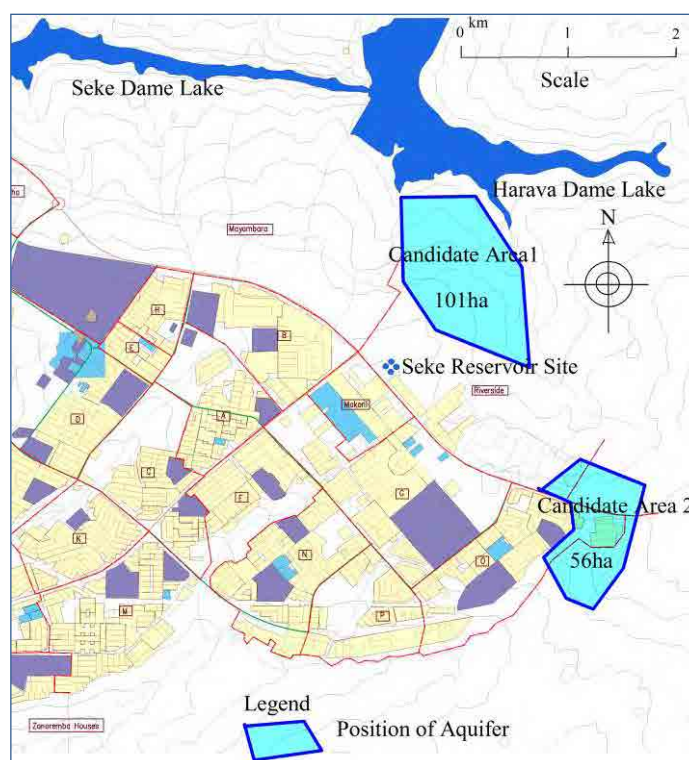 km
0
1
2
Scale
Seke Dame Lake
Harava Dame Lake
N
Mayambara
Candidate Area1
101ha
H
B
E
Seke Reservoir Site
Riverside
Makoni
D
A
C
F
G
Candidate Area 2
56ha
K
N
O
M
P
Legend
Position of Aquifer
Zanaremba Houses